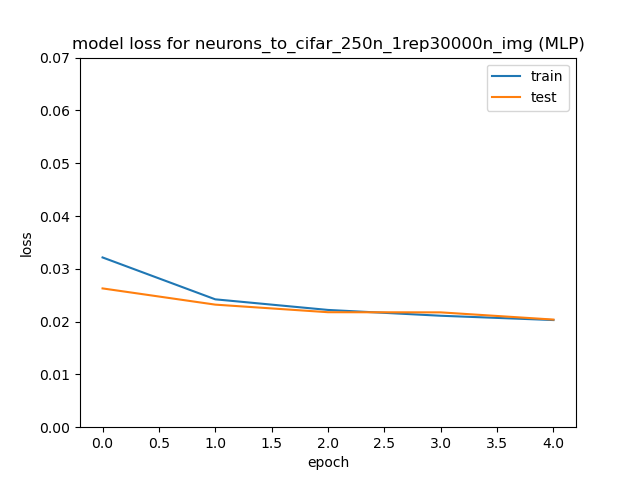 model loss for neurons_to_cifar_250n_1rep30000n_img (MLP)
train
test
loss
0.07
0.06
0.05
0.04
0.03
0.02
0.01
0.00
0.0 0.5 1.0 1.5 2.0 2.5 3.0 3.5 4.0
epoch